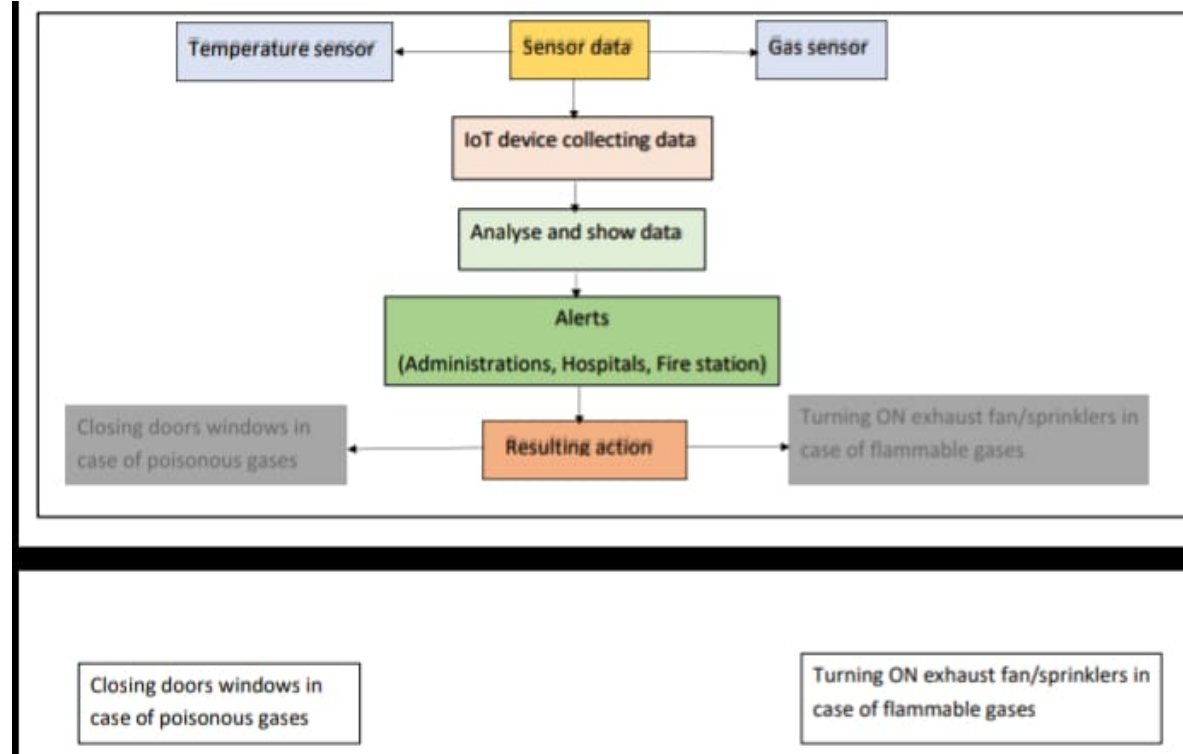 Temperature sensor
Sensor data
Gas sensor
IoT device collecting data
Analyse and show data
Alerts
(Administrations, Hospitals, Fire station)
Closing doors windows in
case of poisonous gases
Resulting action
Turning ON exhaust fan/sprinklers in
case of flammable gases
Closing doors windows in
case of poisonous gases
Turning ON exhaust fan/sprinklers in
case of flammable gases